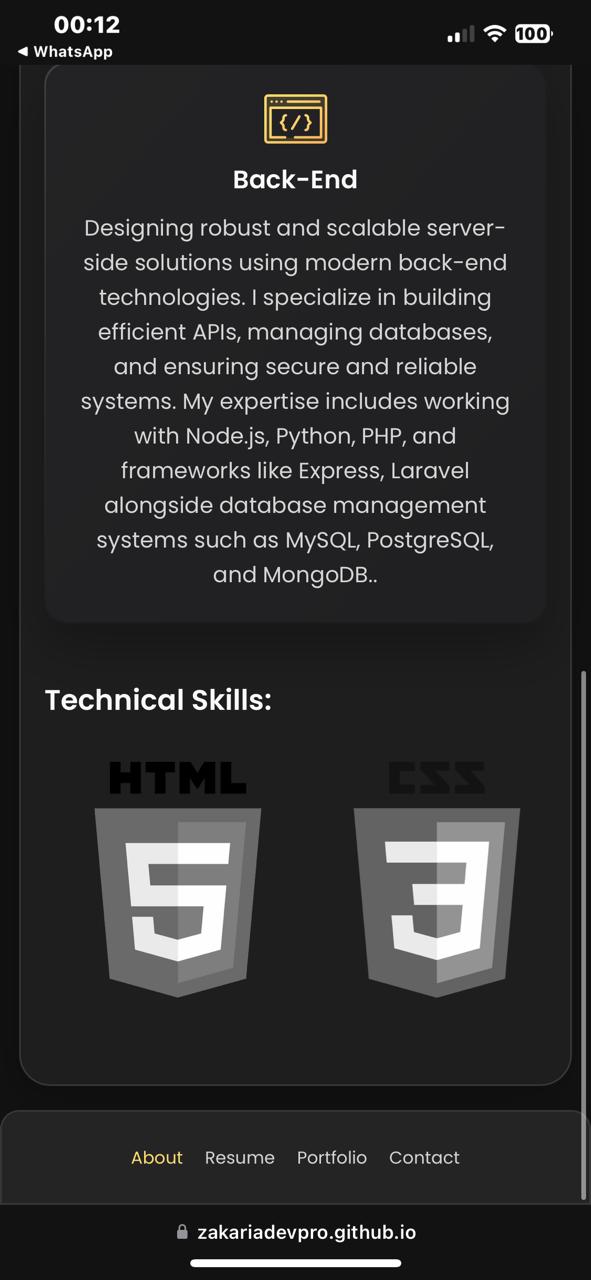 00:12
100
◀ WhatsApp
{/}
Back-End
Designing robust and scalable server-
side solutions using modern back-end
technologies. I specialize in building
efficient APIs, managing databases,
and ensuring secure and reliable
systems. My expertise includes working
with Node.js, Python, PHP, and
frameworks like Express, Laravel
alongside database management
systems such as MySQL, PostgreSQL,
and MongoDB..
Technical Skills:
HTML CSS
5 3
About Resume Portfolio Contact
zakariadevpro.github.io